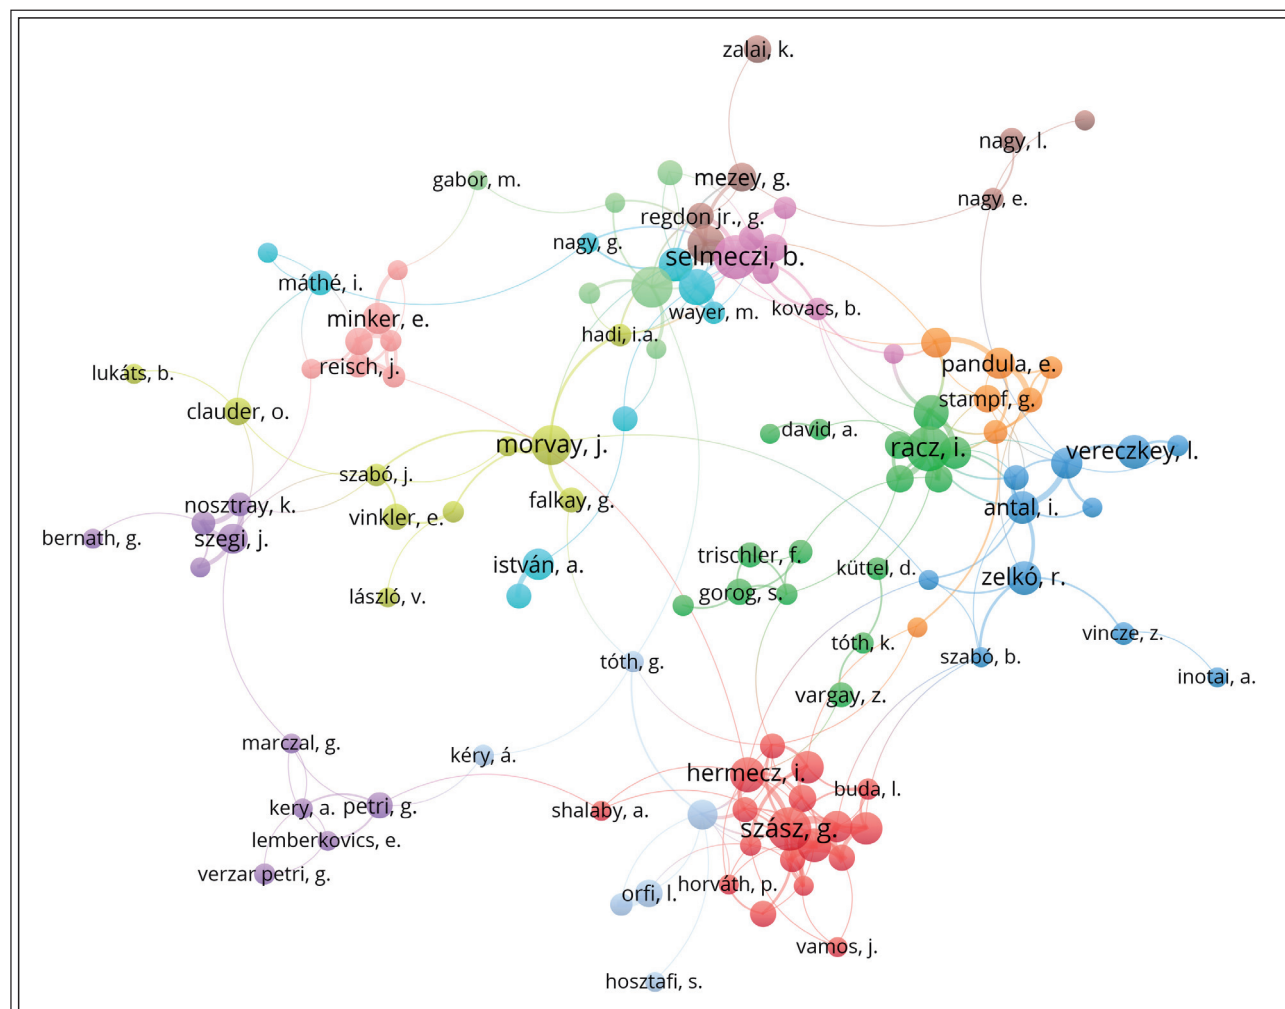 zalai, k.
nagy, l.
gabor, m.
mezey, g.
nagy, e.
regdon jr., g.
nagy, g.
selmeczi, b.
máthé, i.
wayer, m.
kovacs, b.
minker, e.
hadi, i.a.
reisch, j.
pandula, e.
lukáts, b.
stampf, g.
clauder, o.
david, a.
morvay, j.
racz, i.
vereczkey, l.
szabó, j.
nosztray, k.
falkay, g.
antal, i.
vinkler, e.
bernath, g.
szegi, j.
trischler, f.
istván, a.
küttel, d.
zelkó, r.
lászló, v.
gorog, s.
vincze, z.
tóth, k.
szabó, b.
tóth, g.
inotai, a.
vargay, z.
marczal, g.
kéry, á.
hermecz, i.
buda, l.
kery, a.
petri, g.
shalaby, a.
szász, g.
lemberkovics, e.
verzar petri, g.
orfi, l.
horváth, p.
vamos, j.
hosztafi, s.